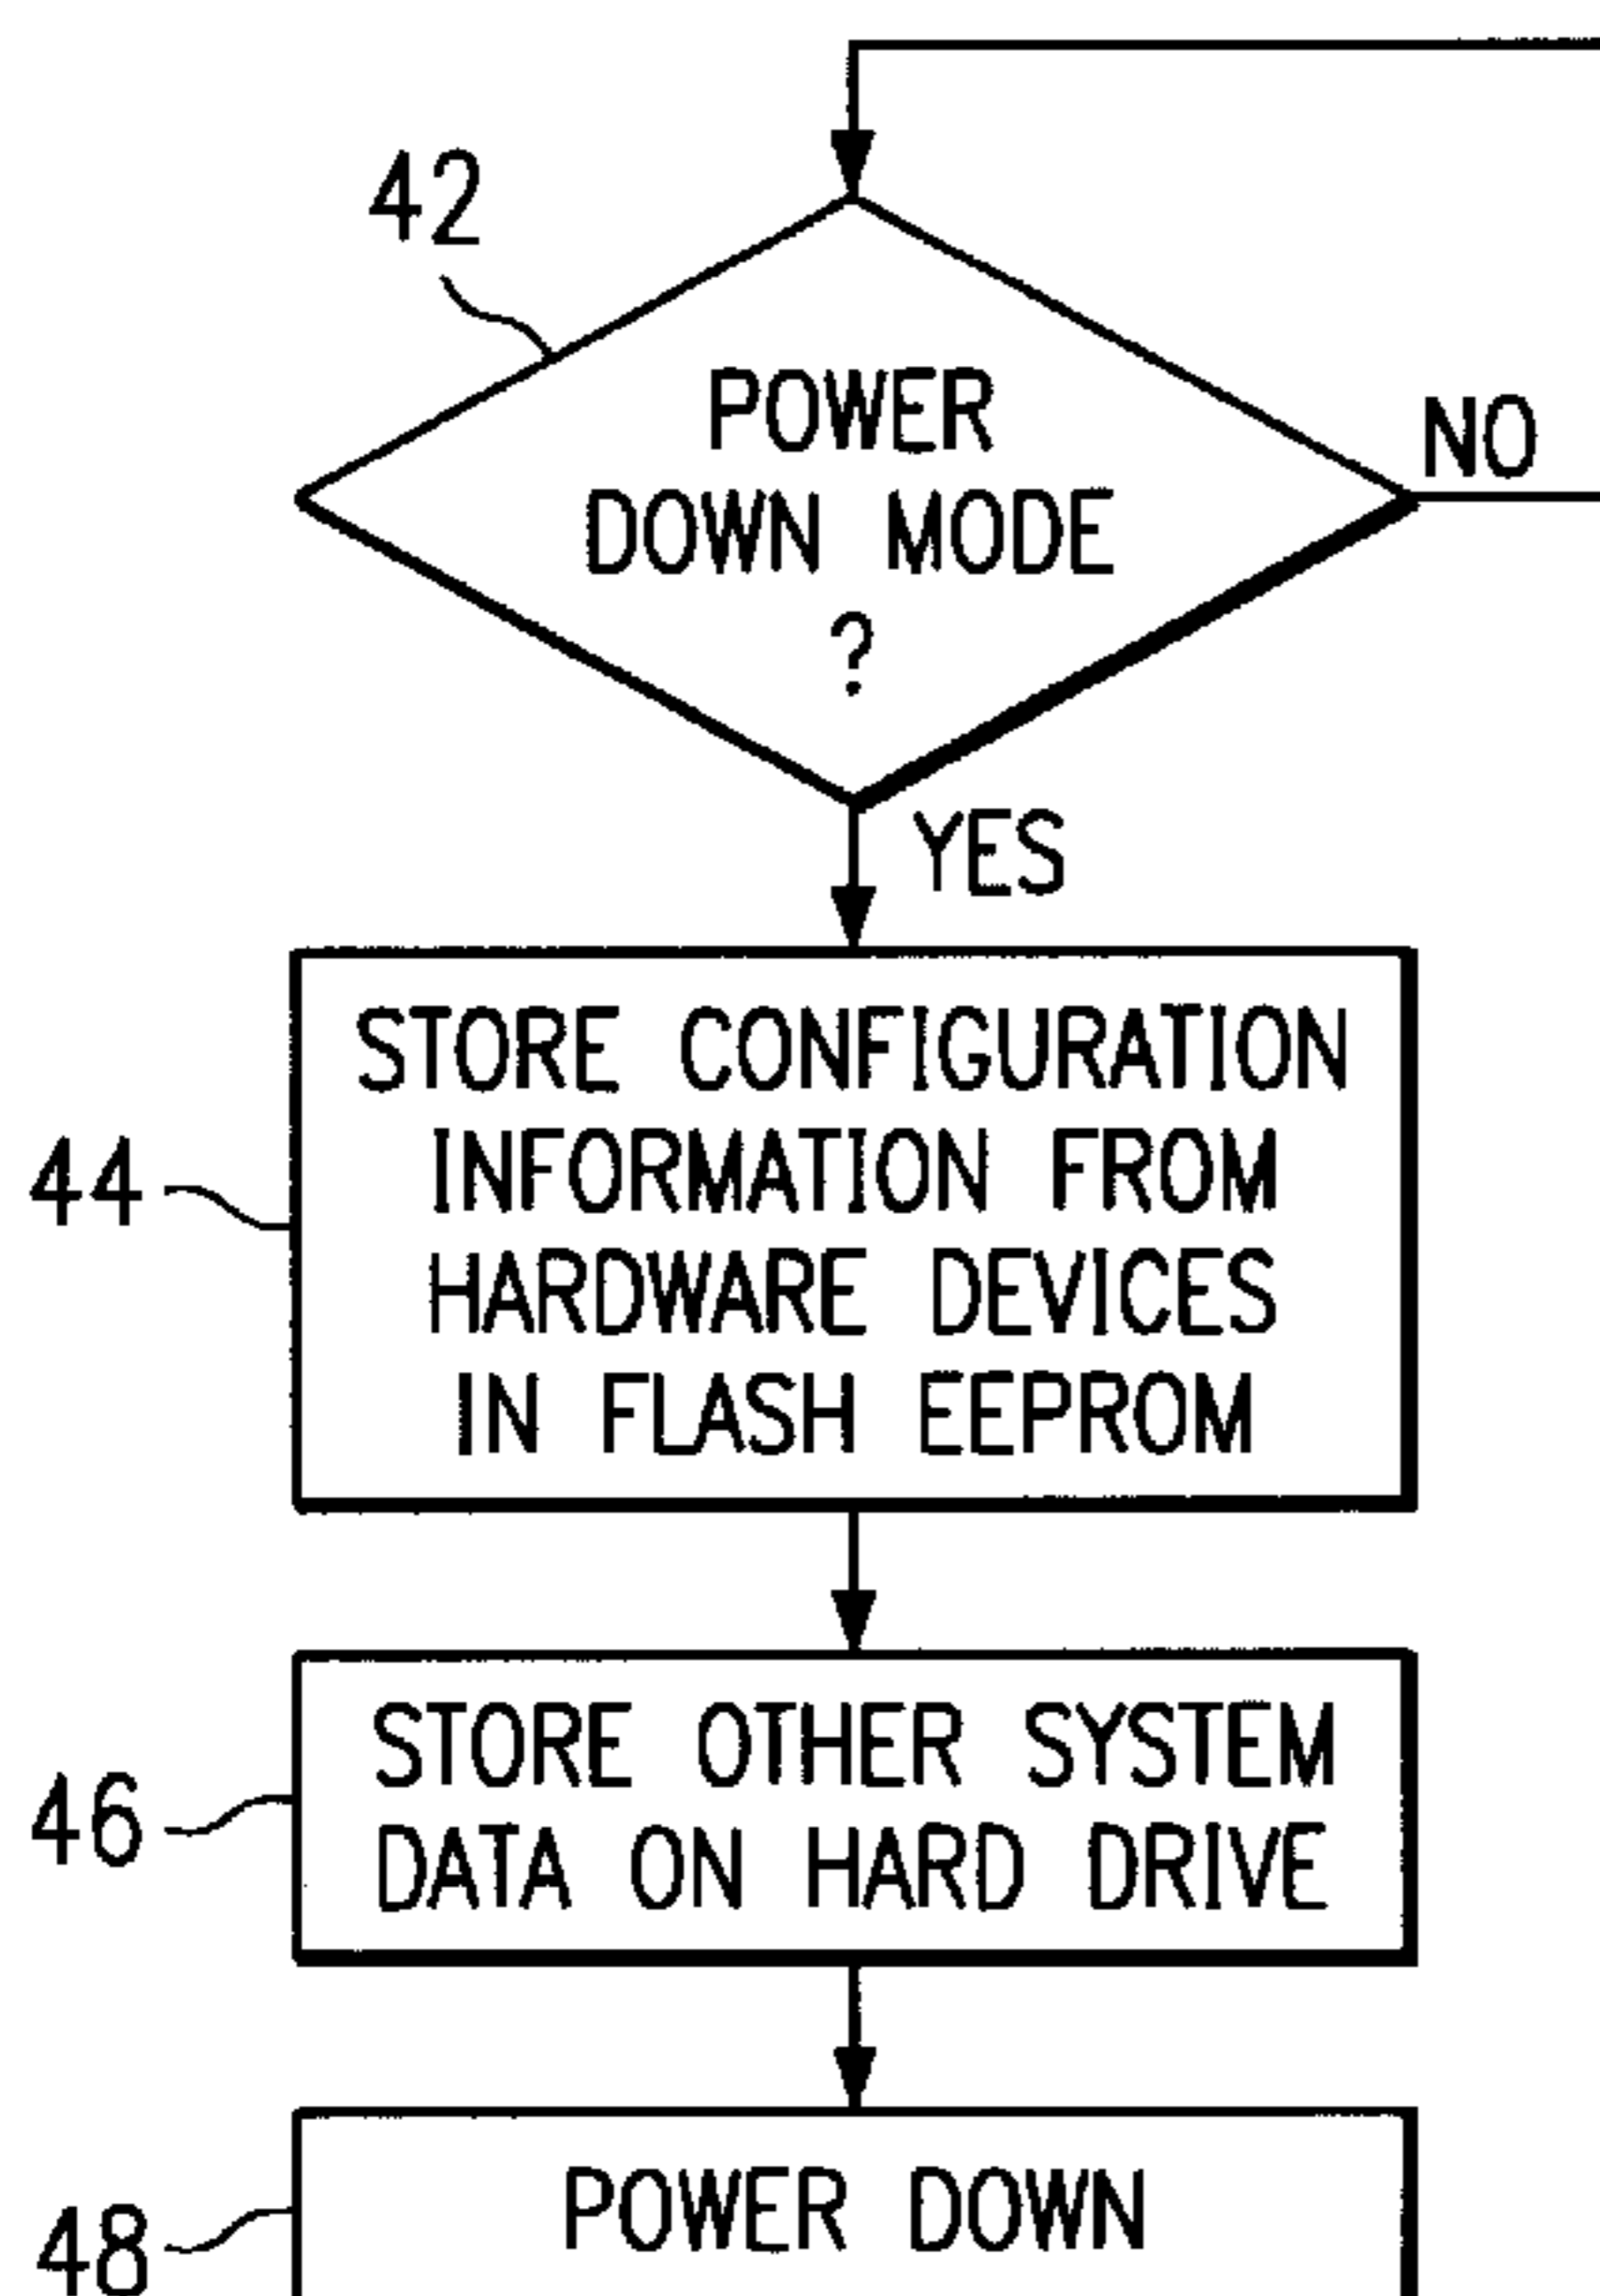 42
POWER
DOWN MODE
?
NO
YES
44
STORE CONFIGURATION
INFORMATION FROM
HARDWARE DEVICES
IN FLASH EEPROM
46
STORE OTHER SYSTEM
DATA ON HARD DRIVE
48
POWER DOWN